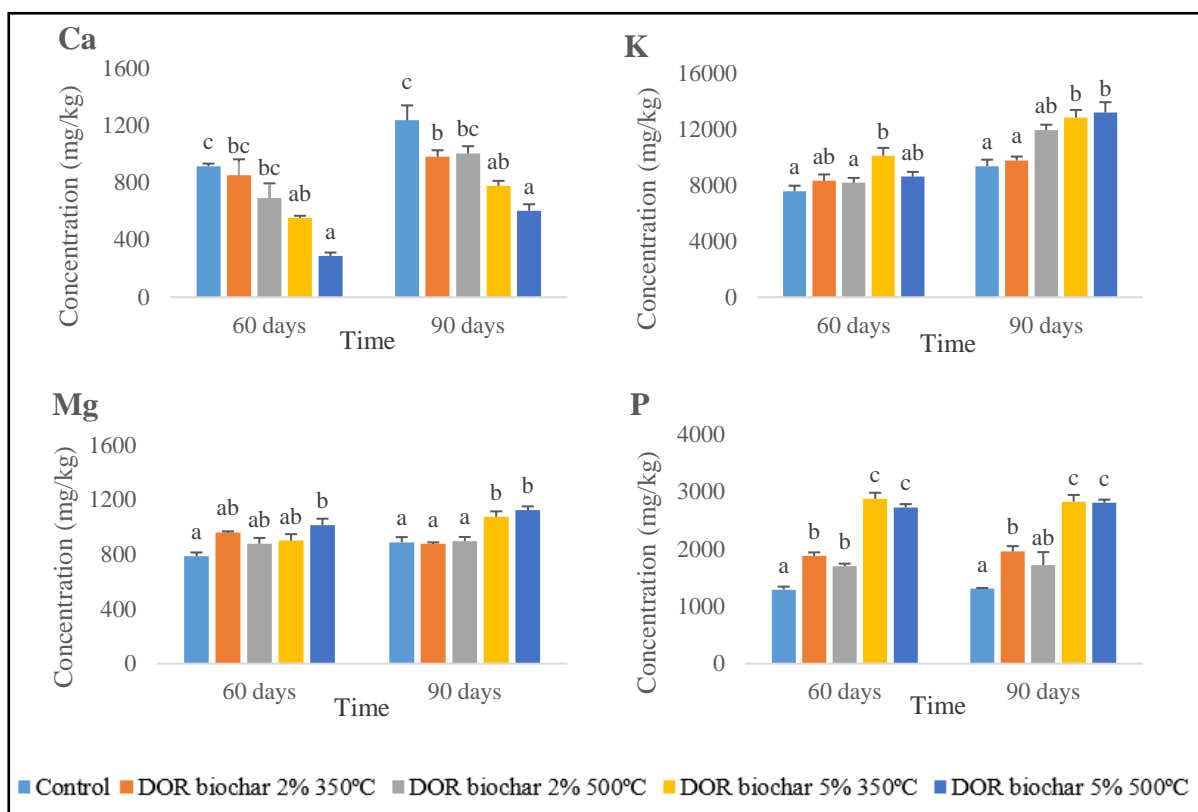 Ca
Concentration (mg/kg)
1600
1200
800
400
0
c
bc
bc
ab
a
c
b
bc
ab
a
60 days
90 days
Time
K
Concentration (mg/kg)
16000
12000
8000
4000
0
a
ab
a
b
ab
a
a
ab
b
b
60 days
90 days
Time
Mg
Concentration (mg/kg)
1600
1200
800
400
0
a
ab
ab
ab
b
a
a
a
b
b
60 days
90 days
Time
P
Concentration (mg/kg)
4000
3000
2000
1000
0
a
b
b
c
c
a
b
ab
c
c
60 days
90 days
Time
Control DOR biochar 2% 350ºC DOR biochar 2% 500ºC DOR biochar 5% 350ºC DOR biochar 5% 500ºC